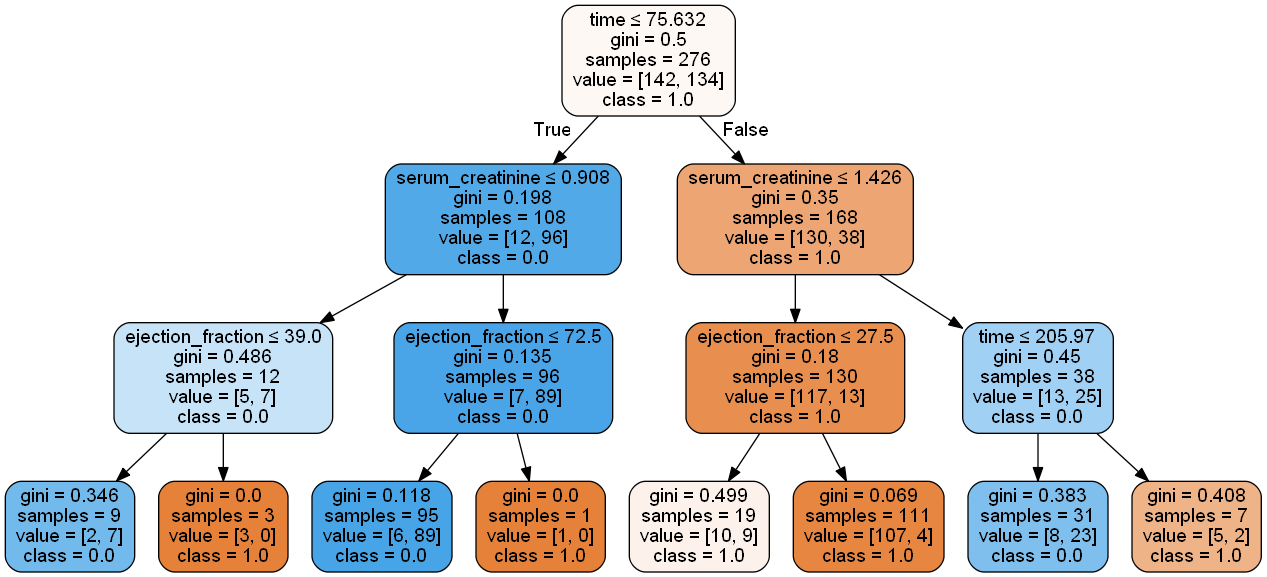 time ≤ 75.632
gini = 0.5
samples = 276
value = [142, 134]
class = 1.0
True
False
serum_creatinine ≤ 0.908
gini = 0.198
samples = 108
value = [12, 96]
class = 0.0
serum_creatinine ≤ 1.426
gini = 0.35
samples = 168
value = [130, 38]
class = 1.0
ejection_fraction ≤ 39.0
gini = 0.486
samples = 12
value = [5, 7]
class = 0.0
ejection_fraction ≤ 72.5
gini = 0.135
samples = 96
value = [7, 89]
class = 0.0
ejection_fraction ≤ 27.5
gini = 0.18
samples = 130
value = [117, 13]
class = 1.0
time ≤ 205.97
gini = 0.45
samples = 38
value = [13, 25]
class = 0.0
gini = 0.346
samples = 9
value = [2, 7]
class = 0.0
gini = 0.0
samples = 3
value = [3, 0]
class = 1.0
gini = 0.118
samples = 95
value = [6, 89]
class = 0.0
gini = 0.0
samples = 1
value = [1, 0]
class = 1.0
gini = 0.499
samples = 19
value = [10, 9]
class = 1.0
gini = 0.069
samples = 111
value = [107, 4]
class = 1.0
gini = 0.383
samples = 31
value = [8, 23]
class = 0.0
gini = 0.408
samples = 7
value = [5, 2]
class = 1.0